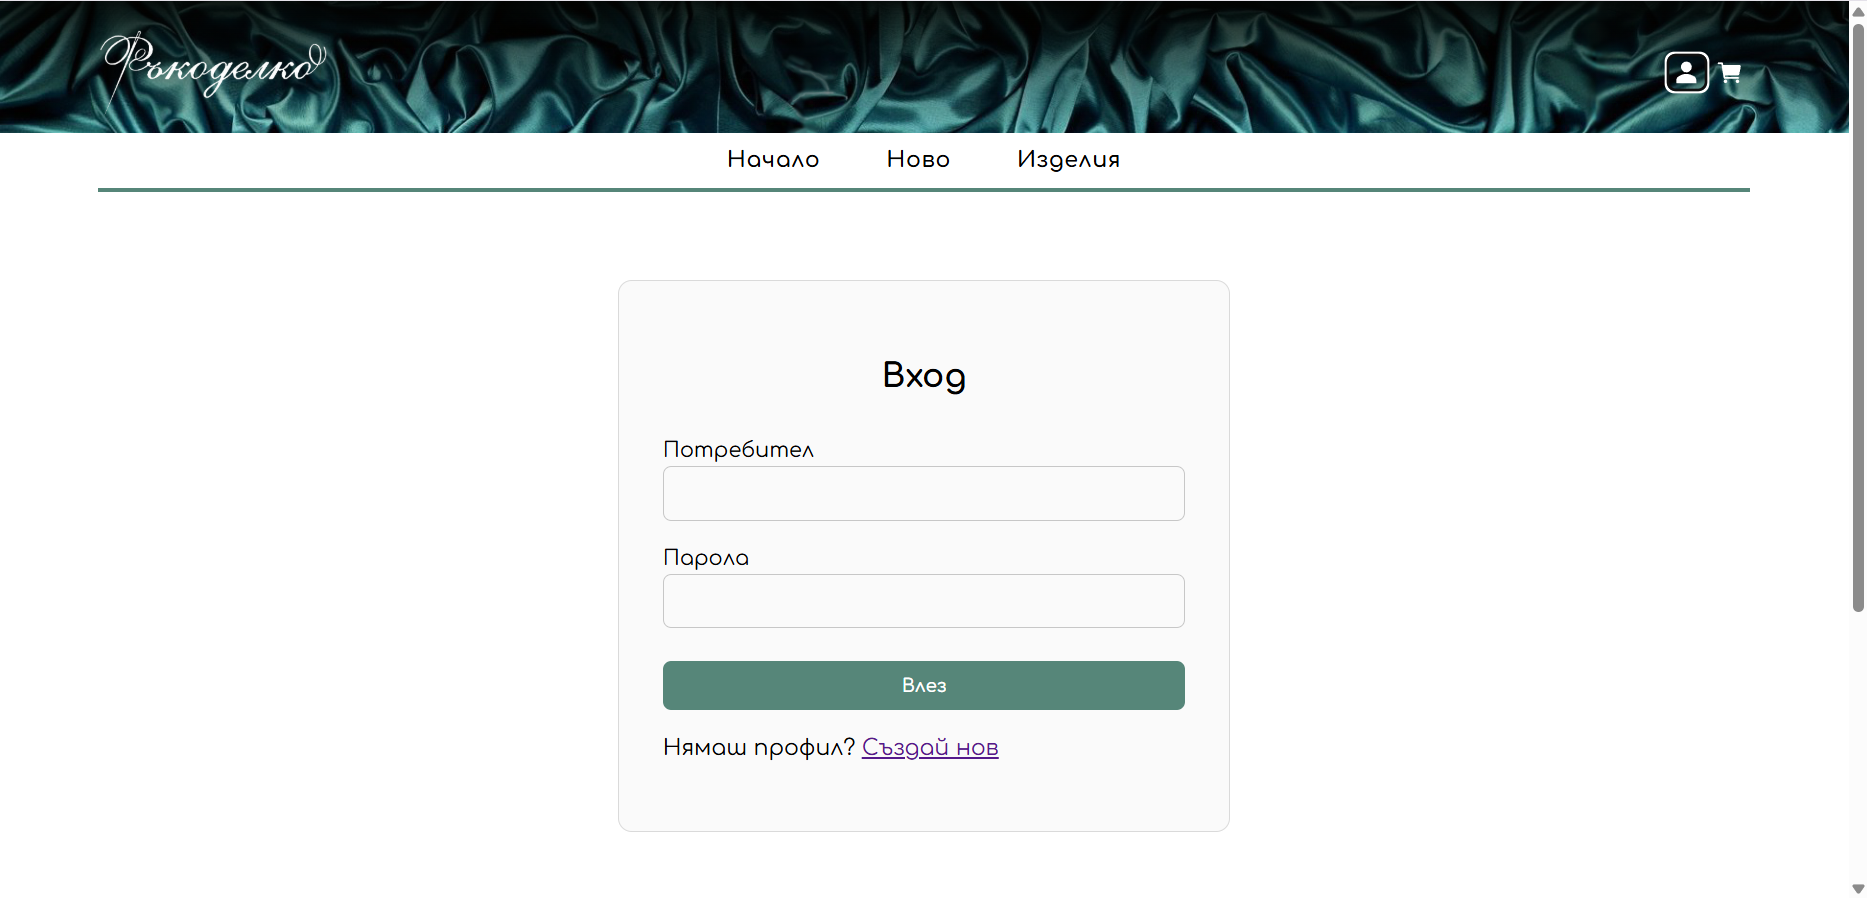 Ръкоделко
Начало Ново Изделия
Вход
Потребител
Парола
Влез
Нямаш профил? Създай нов